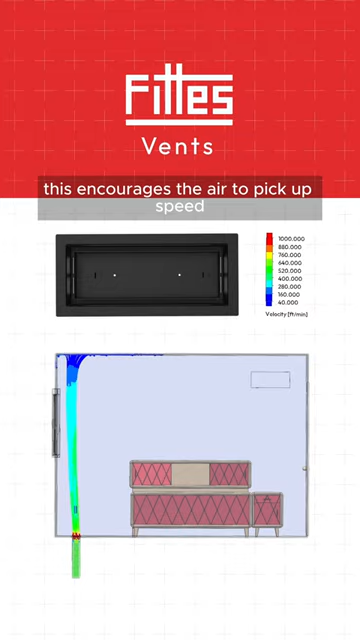 Fittes
Vents
this encourages the air to pick up
speed
1000.000
880.000
760.000
640.000
520.000
400.000
280.000
160.000
40.000
Velocity [ft/min]